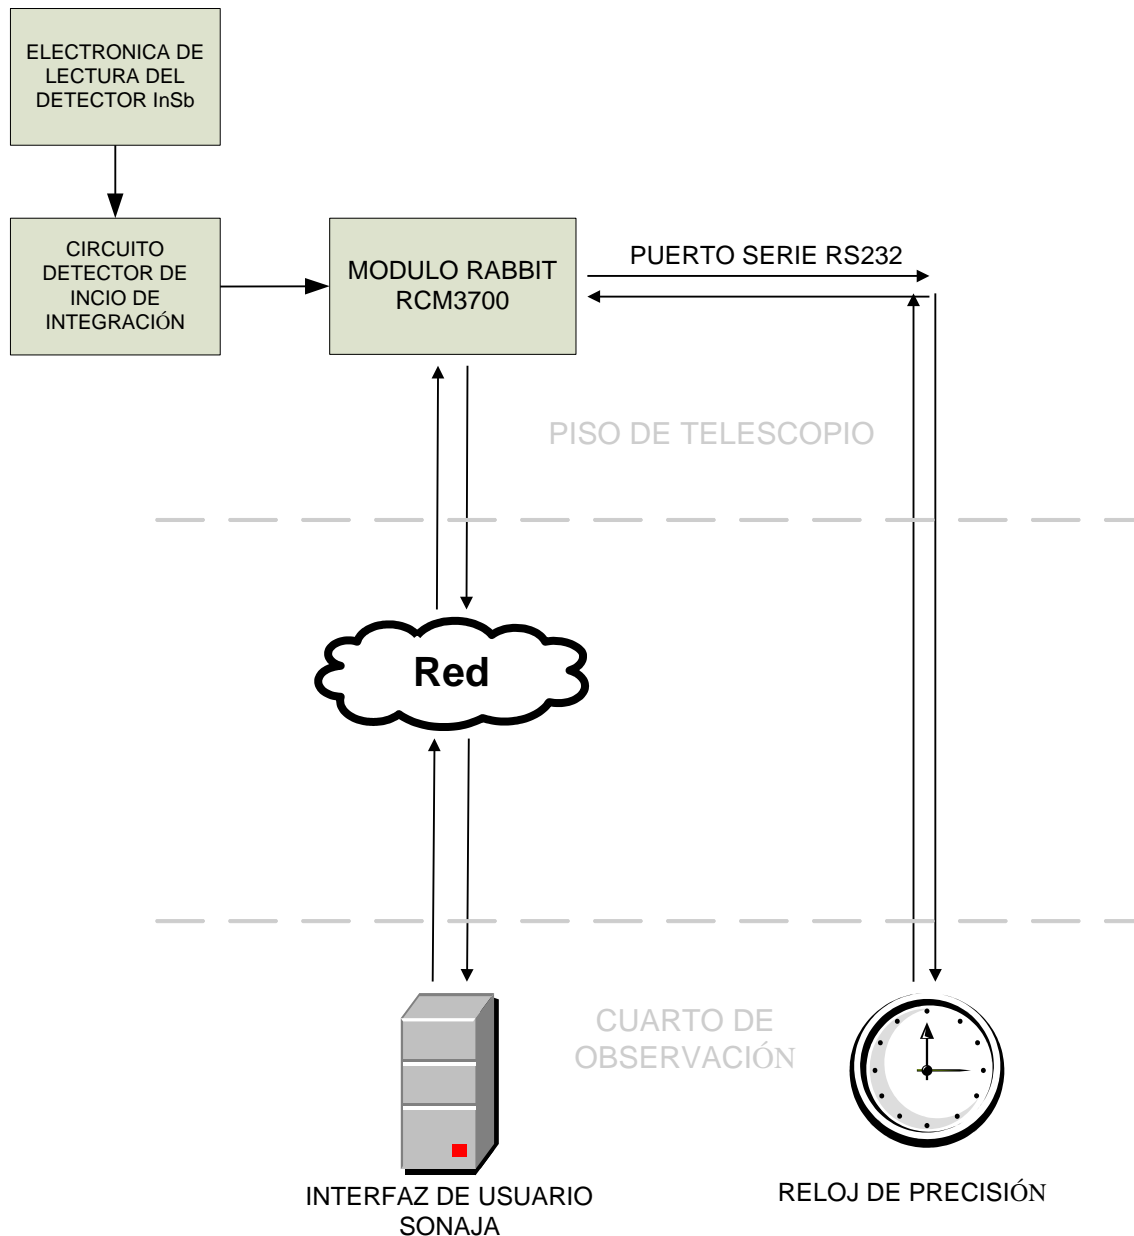 ELECTRONICA DE
LECTURA DEL
DETECTOR InSb
CIRCUITO
DETECTOR DE
INCIO DE
INTEGRACIÓN
MODULO RABBIT
RCM3700
PUERTO SERIE RS232
PISO DE TELESCOPIO
Red
CUARTO DE
OBSERVACIÓN
INTERFAZ DE USUARIO
SONAJA
RELOJ DE PRECISIÓN